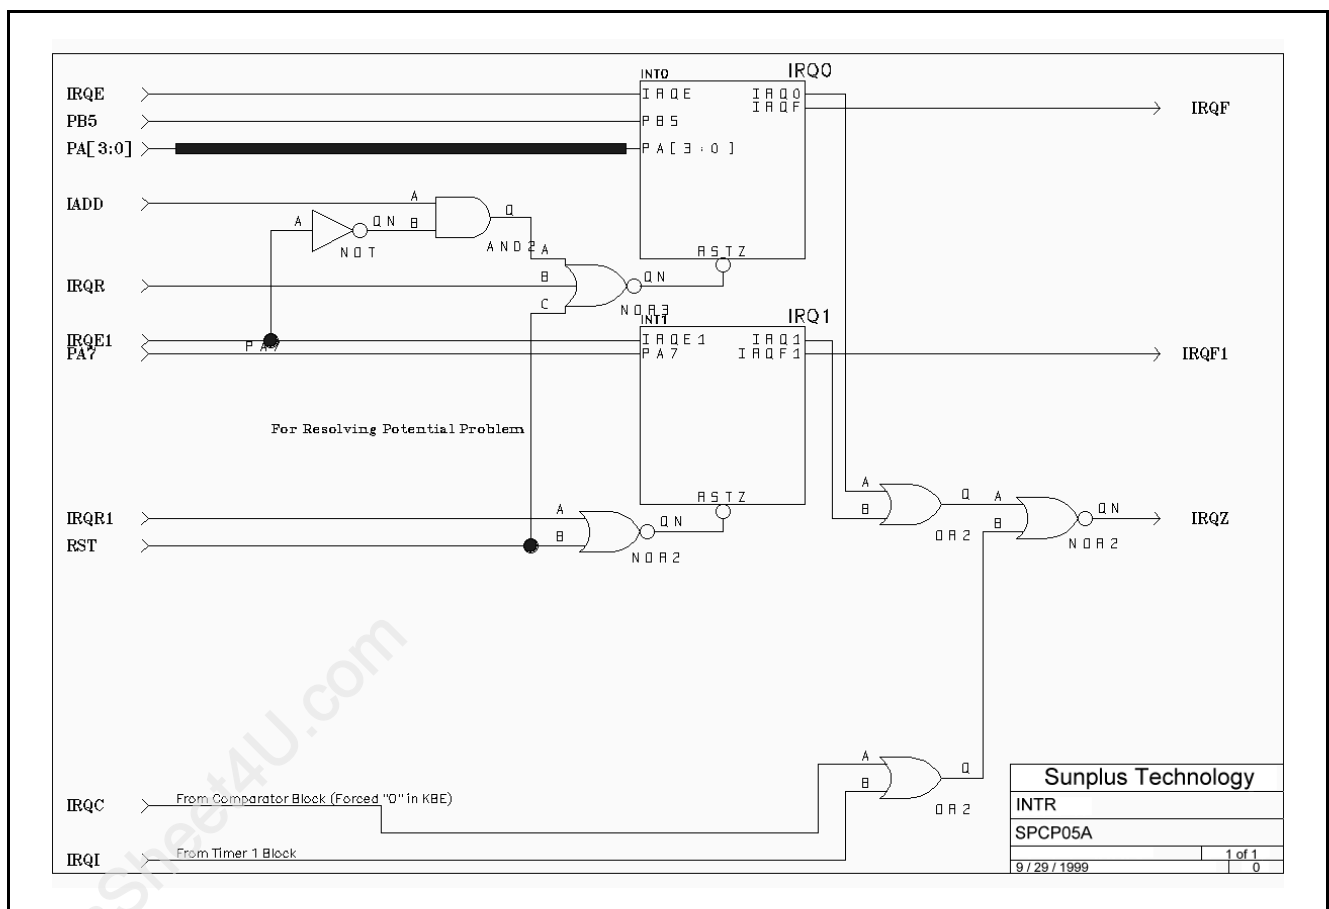 INT0 IRQ0
IRQE IRQE IRQ0
IRQF IRQF
PB5 PB5
PA[3:0] PA[3:0]
IADD A Q
A QN B
NOT AND2
RSTZ
A
IRQR B QN
C NOR3
INT1 IRQ1
IRQE1 IRQE1 IRQ1
PA7 PA7 PA7 IRQF1 IRQF1
For Resolving Potential Problem
RSTZ
A Q A QN
IRQR1 A QN B B IRQZ
RST B OR2 NOR2
NOR2
A Q
B
OR2
IRQC From Comparator Block (Forced "0" in KBE)
IRQI From Timer 1 Block
Sunplus Technology
INTR
SPCP05A
1 of 1
9 / 29 / 1999 0
Sheet4U.com